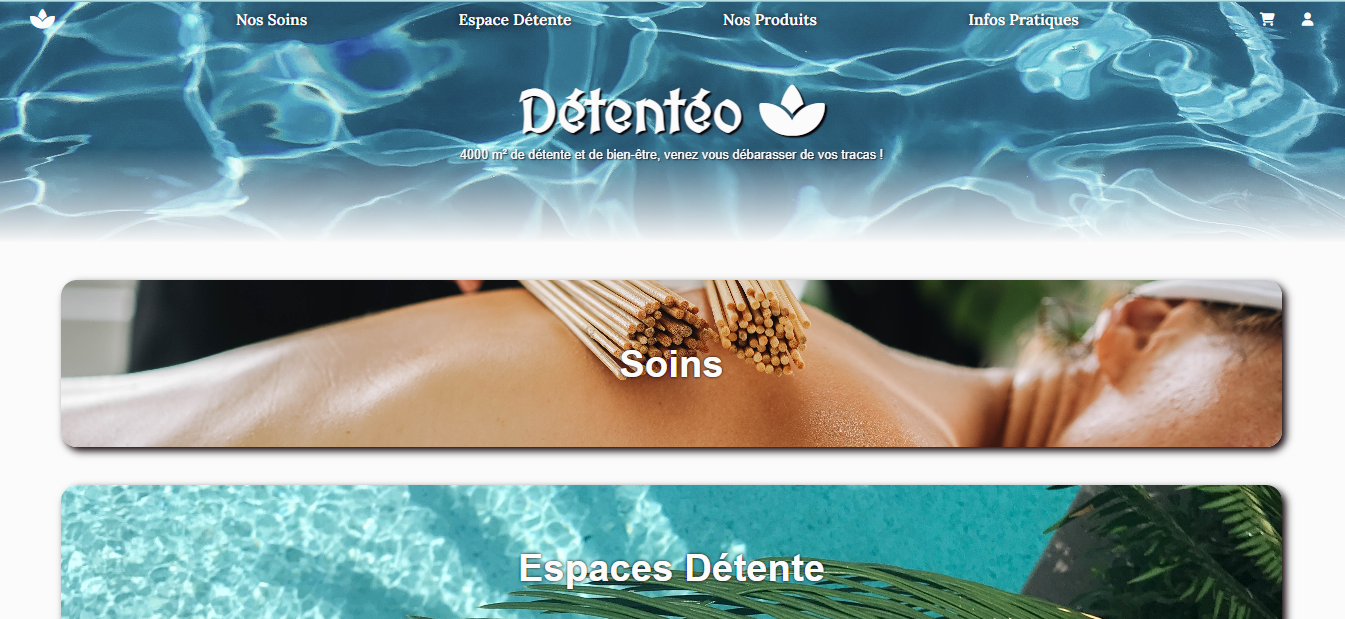 Nos Soins Espace Détente Nos Produits Infos Pratiques
Détentéo
4000 m² de détente et de bien-être, venez vous débarasser de vos tracas !
Soins
Espaces Détente